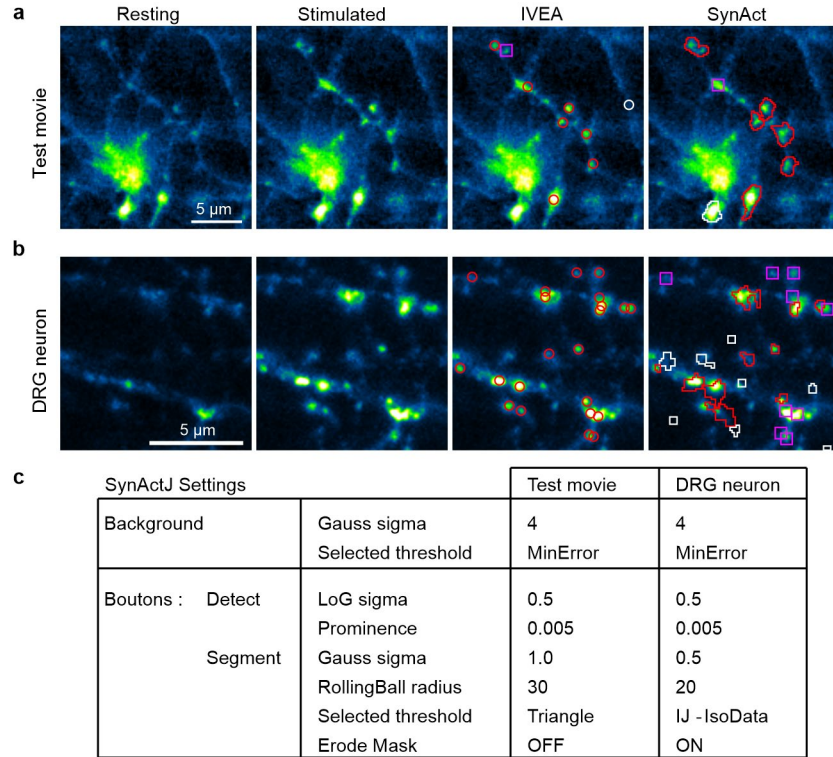 a
Resting Stimulated IVEA SynAct
Test movie
5 µm
b
DRG neuron
5 µm
c
SynActJ Settings Test movie DRG neuron
Background Gauss sigma 4 4
Selected threshold MinError MinError
Boutons : Detect LoG sigma 0.5 0.5
Prominence 0.005 0.005
Segment Gauss sigma 1.0 0.5
RollingBall radius 30 20
Selected threshold Triangle IJ -IsoData
Erode Mask OFF ON